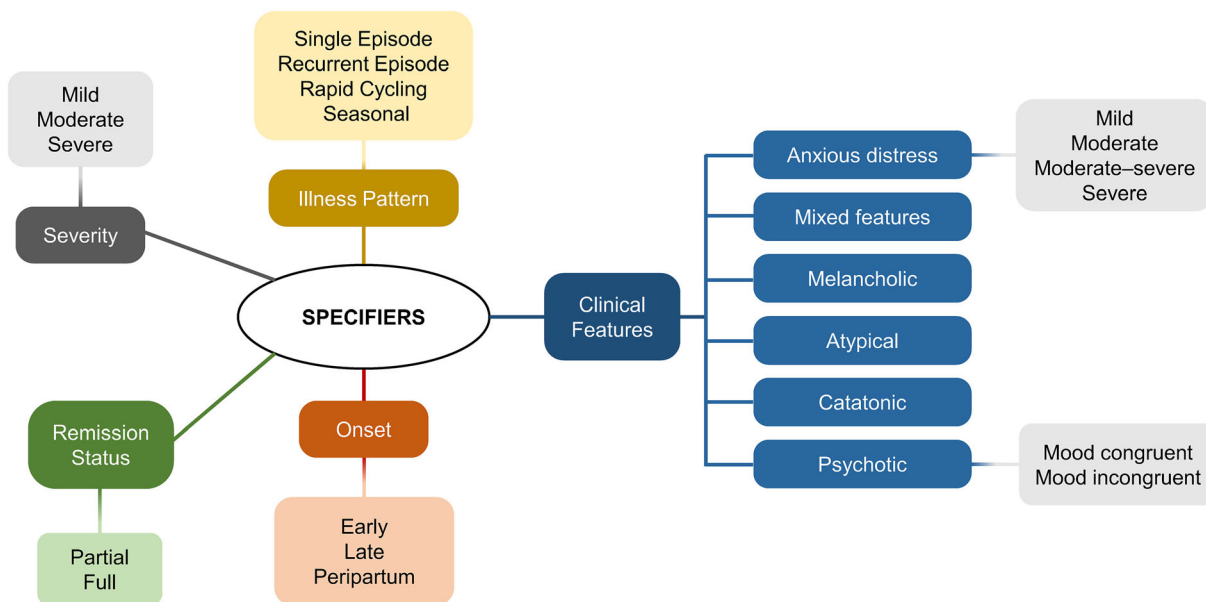 Single Episode
Recurrent Episode
Rapid Cycling
Seasonal
Mild
Moderate
Severe
Illness Pattern
Severity
SPECIFIERS
Clinical
Features
Anxious distress
Mixed features
Melancholic
Atypical
Catatonic
Psychotic
Mild
Moderate
Moderate–severe
Severe
Mood congruent
Mood incongruent
Remission
Status
Partial
Full
Onset
Early
Late
Peripartum